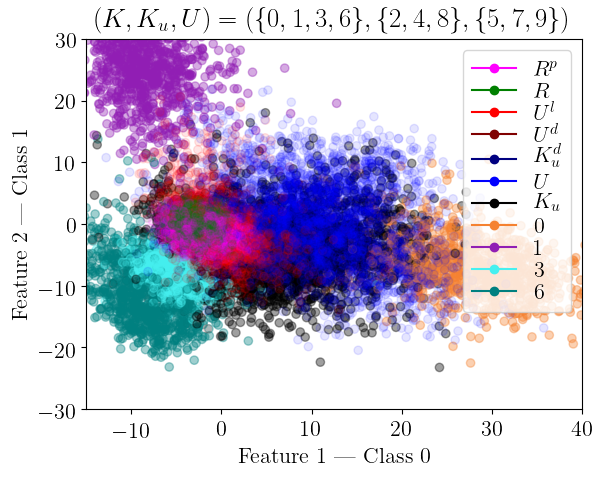 (K, K_u, U) = ({0, 1, 3, 6}, {2, 4, 8}, {5, 7, 9})
30
20
10
0
−10
−20
−30
Feature 2 — Class 1
R^p
R
U^l
U^d
K_u^d
U
K_u
0
1
3
6
−10
0
10
20
30
40
Feature 1 — Class 0